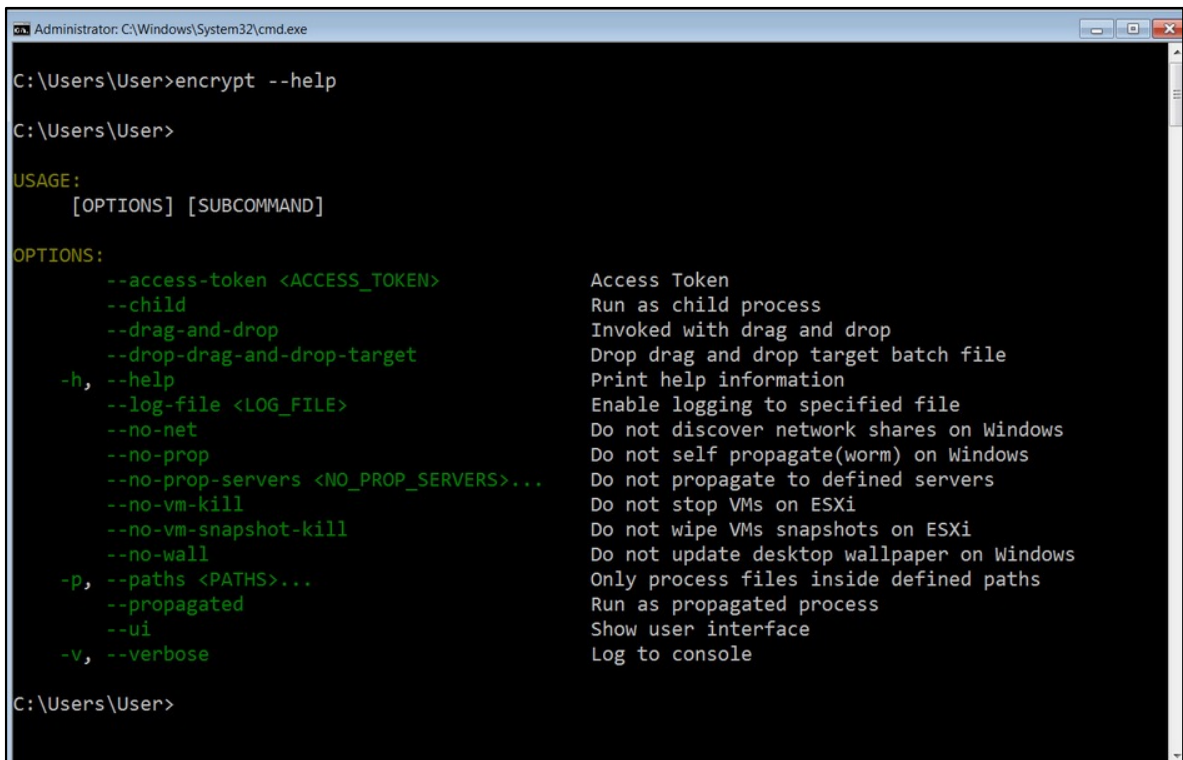 Administrator: C:\Windows\System32\cmd.exe
C:\Users\User>encrypt --help
C:\Users\User>
USAGE:
[OPTIONS] [SUBCOMMAND]
OPTIONS:
--access-token <ACCESS_TOKEN> Access Token
--child Run as child process
--drag-and-drop Invoked with drag and drop
--drop-drag-and-drop-target Drop drag and drop target batch file
-h, --help Print help information
--log-file <LOG_FILE> Enable logging to specified file
--no-net Do not discover network shares on Windows
--no-prop Do not self propagate(worm) on Windows
--no-prop-servers <NO_PROP_SERVERS>... Do not propagate to defined servers
--no-vm-kill Do not stop VMs on ESXi
--no-vm-snapshot-kill Do not wipe VMs snapshots on ESXi
--no-wall Do not update desktop wallpaper on Windows
-p, --paths <PATHS>... Only process files inside defined paths
--propagated Run as propagated process
--ui Show user interface
-v, --verbose Log to console
C:\Users\User>